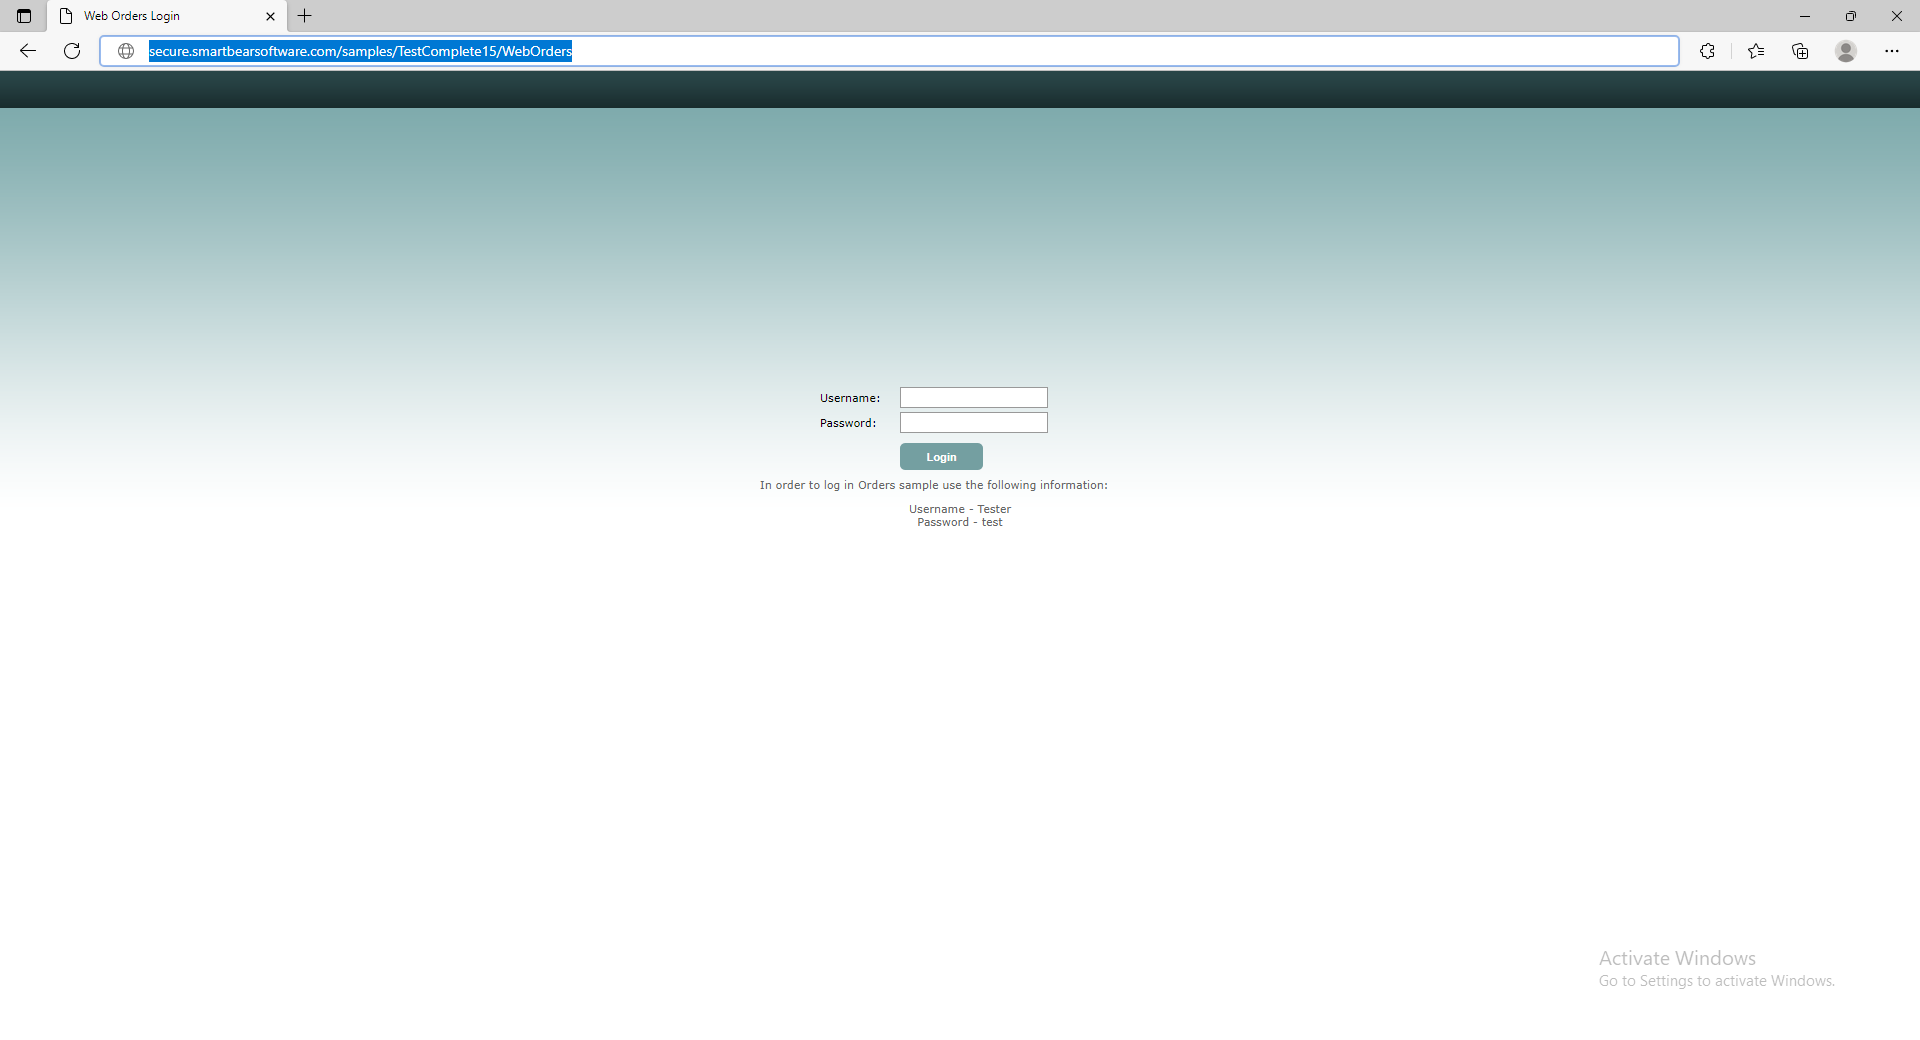 Web Orders Login
secure.smartbearsoftware.com/samples/TestComplete15/WebOrders
Username:
Password:
Login
In order to log in Orders sample use the following information:
Username - Tester
Password - test
Activate Windows
Go to Settings to activate Windows.